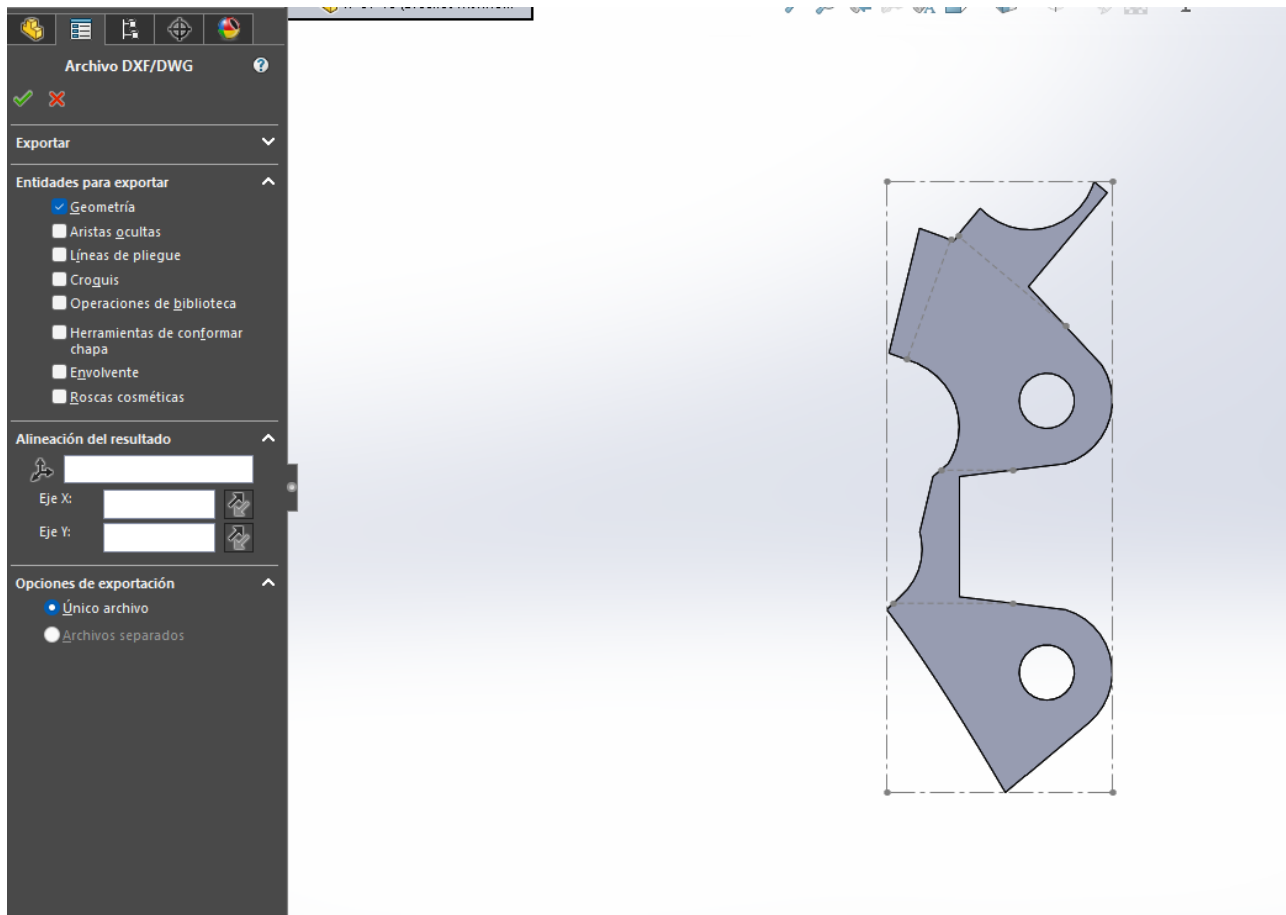 Archivo DXF/DWG
Exportar
Entidades para exportar
Geometría
Aristas ocultas
Líneas de pliegue
Croquis
Operaciones de biblioteca
Herramientas de conformar
chapa
Envolvente
Roscas cosméticas
Alineación del resultado
Eje X:
Eje Y:
Opciones de exportación
Único archivo
Archivos separados